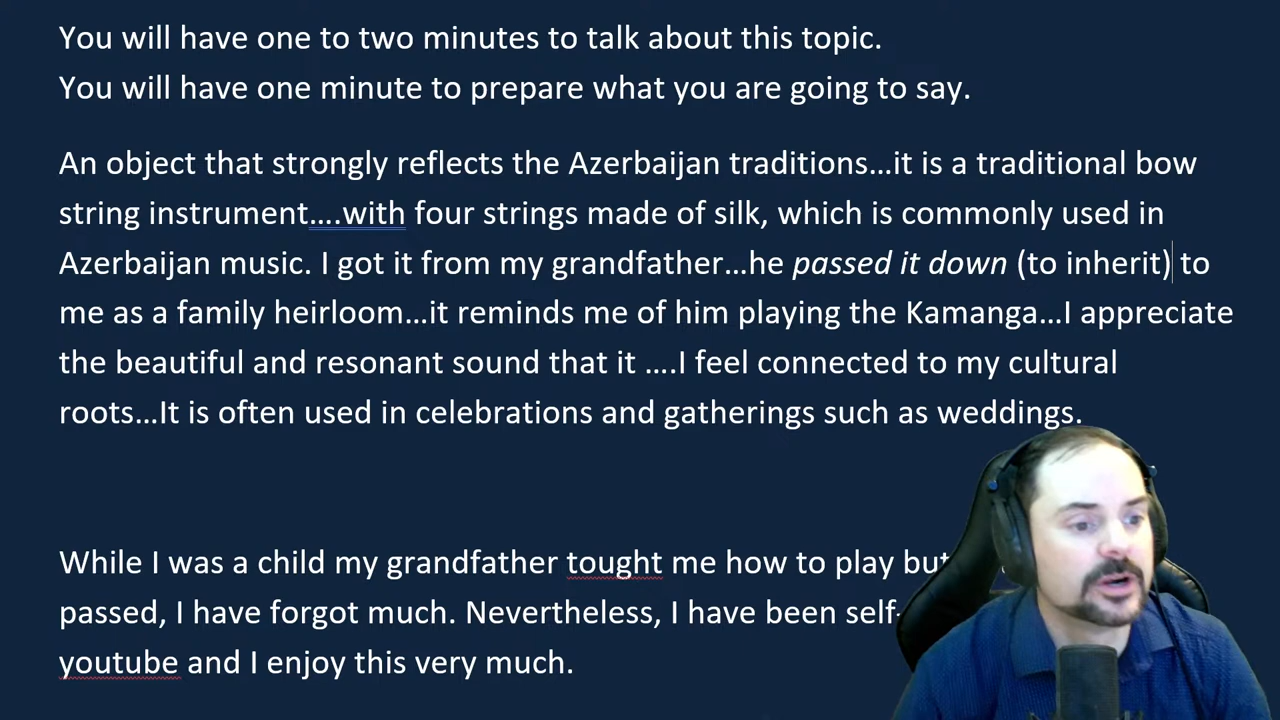 You will have one to two minutes to talk about this topic.
You will have one minute to prepare what you are going to say.
An object that strongly reflects the Azerbaijan traditions…it is a traditional bow
string instrument….with four strings made of silk, which is commonly used in
Azerbaijan music. I got it from my grandfather…he passed it down (to inherit) to
me as a family heirloom…it reminds me of him playing the Kamanga…I appreciate
the beautiful and resonant sound that it ….I feel connected to my cultural
roots…It is often used in celebrations and gatherings such as weddings.
While I was a child my grandfather tought me how to play but
passed, I have forgot much. Nevertheless, I have been self-
youtube and I enjoy this very much.